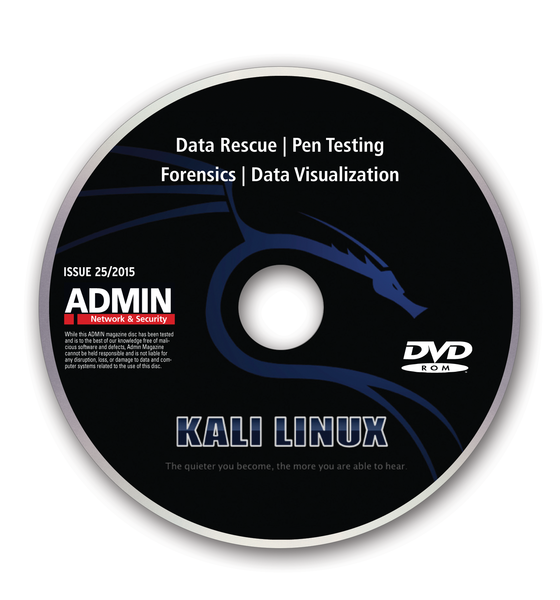 Data Rescue | Pen Testing
Forensics | Data Visualization
ISSUE 25/2015
ADMIN
Network & Security
While this ADMIN magazine disc has been tested
and is to the best of our knowledge free of mali-
cious software and defects, Admin Magazine
cannot be held responsible and is not liable for
any disruption, loss, or damage to data and com-
puter systems related to the use of this disc.
DVD
ROM
KALI LINUX
The quieter you become, the more you are able to hear